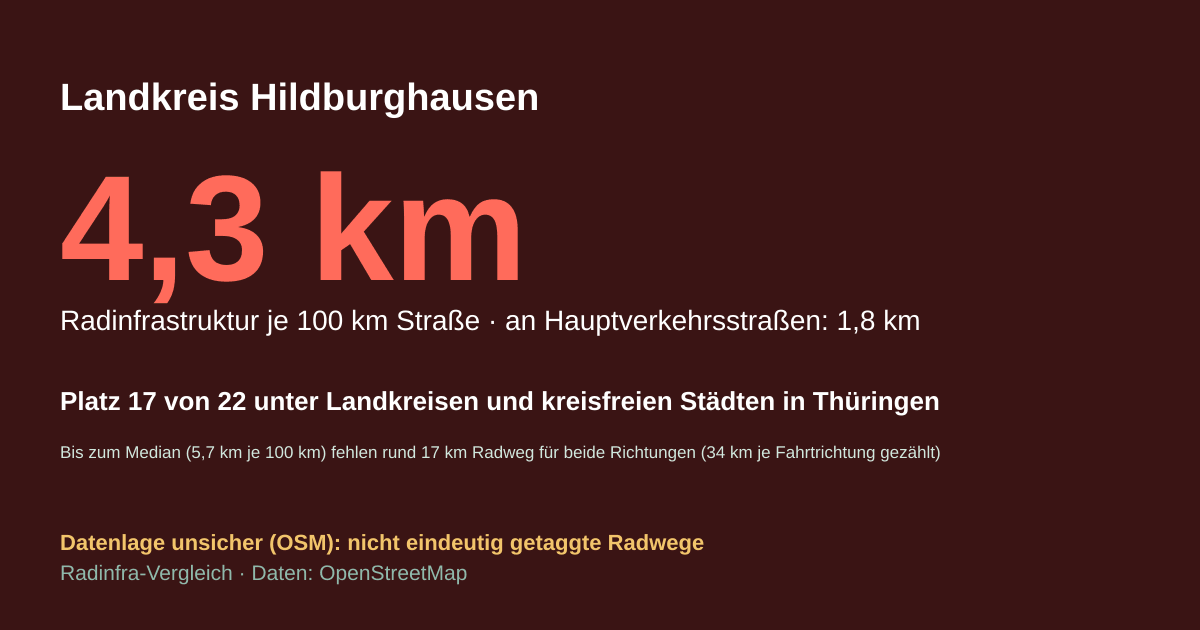 Landkreis Hildburghausen
4,3 km
Radinfrastruktur je 100 km Straße · an Hauptverkehrsstraßen: 1,8 km
Platz 17 von 22 unter Landkreisen und kreisfreien Städten in Thüringen
Bis zum Median (5,7 km je 100 km) fehlen rund 17 km Radweg für beide Richtungen (34 km je Fahrtrichtung gezählt)
Datenlage unsicher (OSM): nicht eindeutig getaggte Radwege
Radinfra-Vergleich · Daten: OpenStreetMap